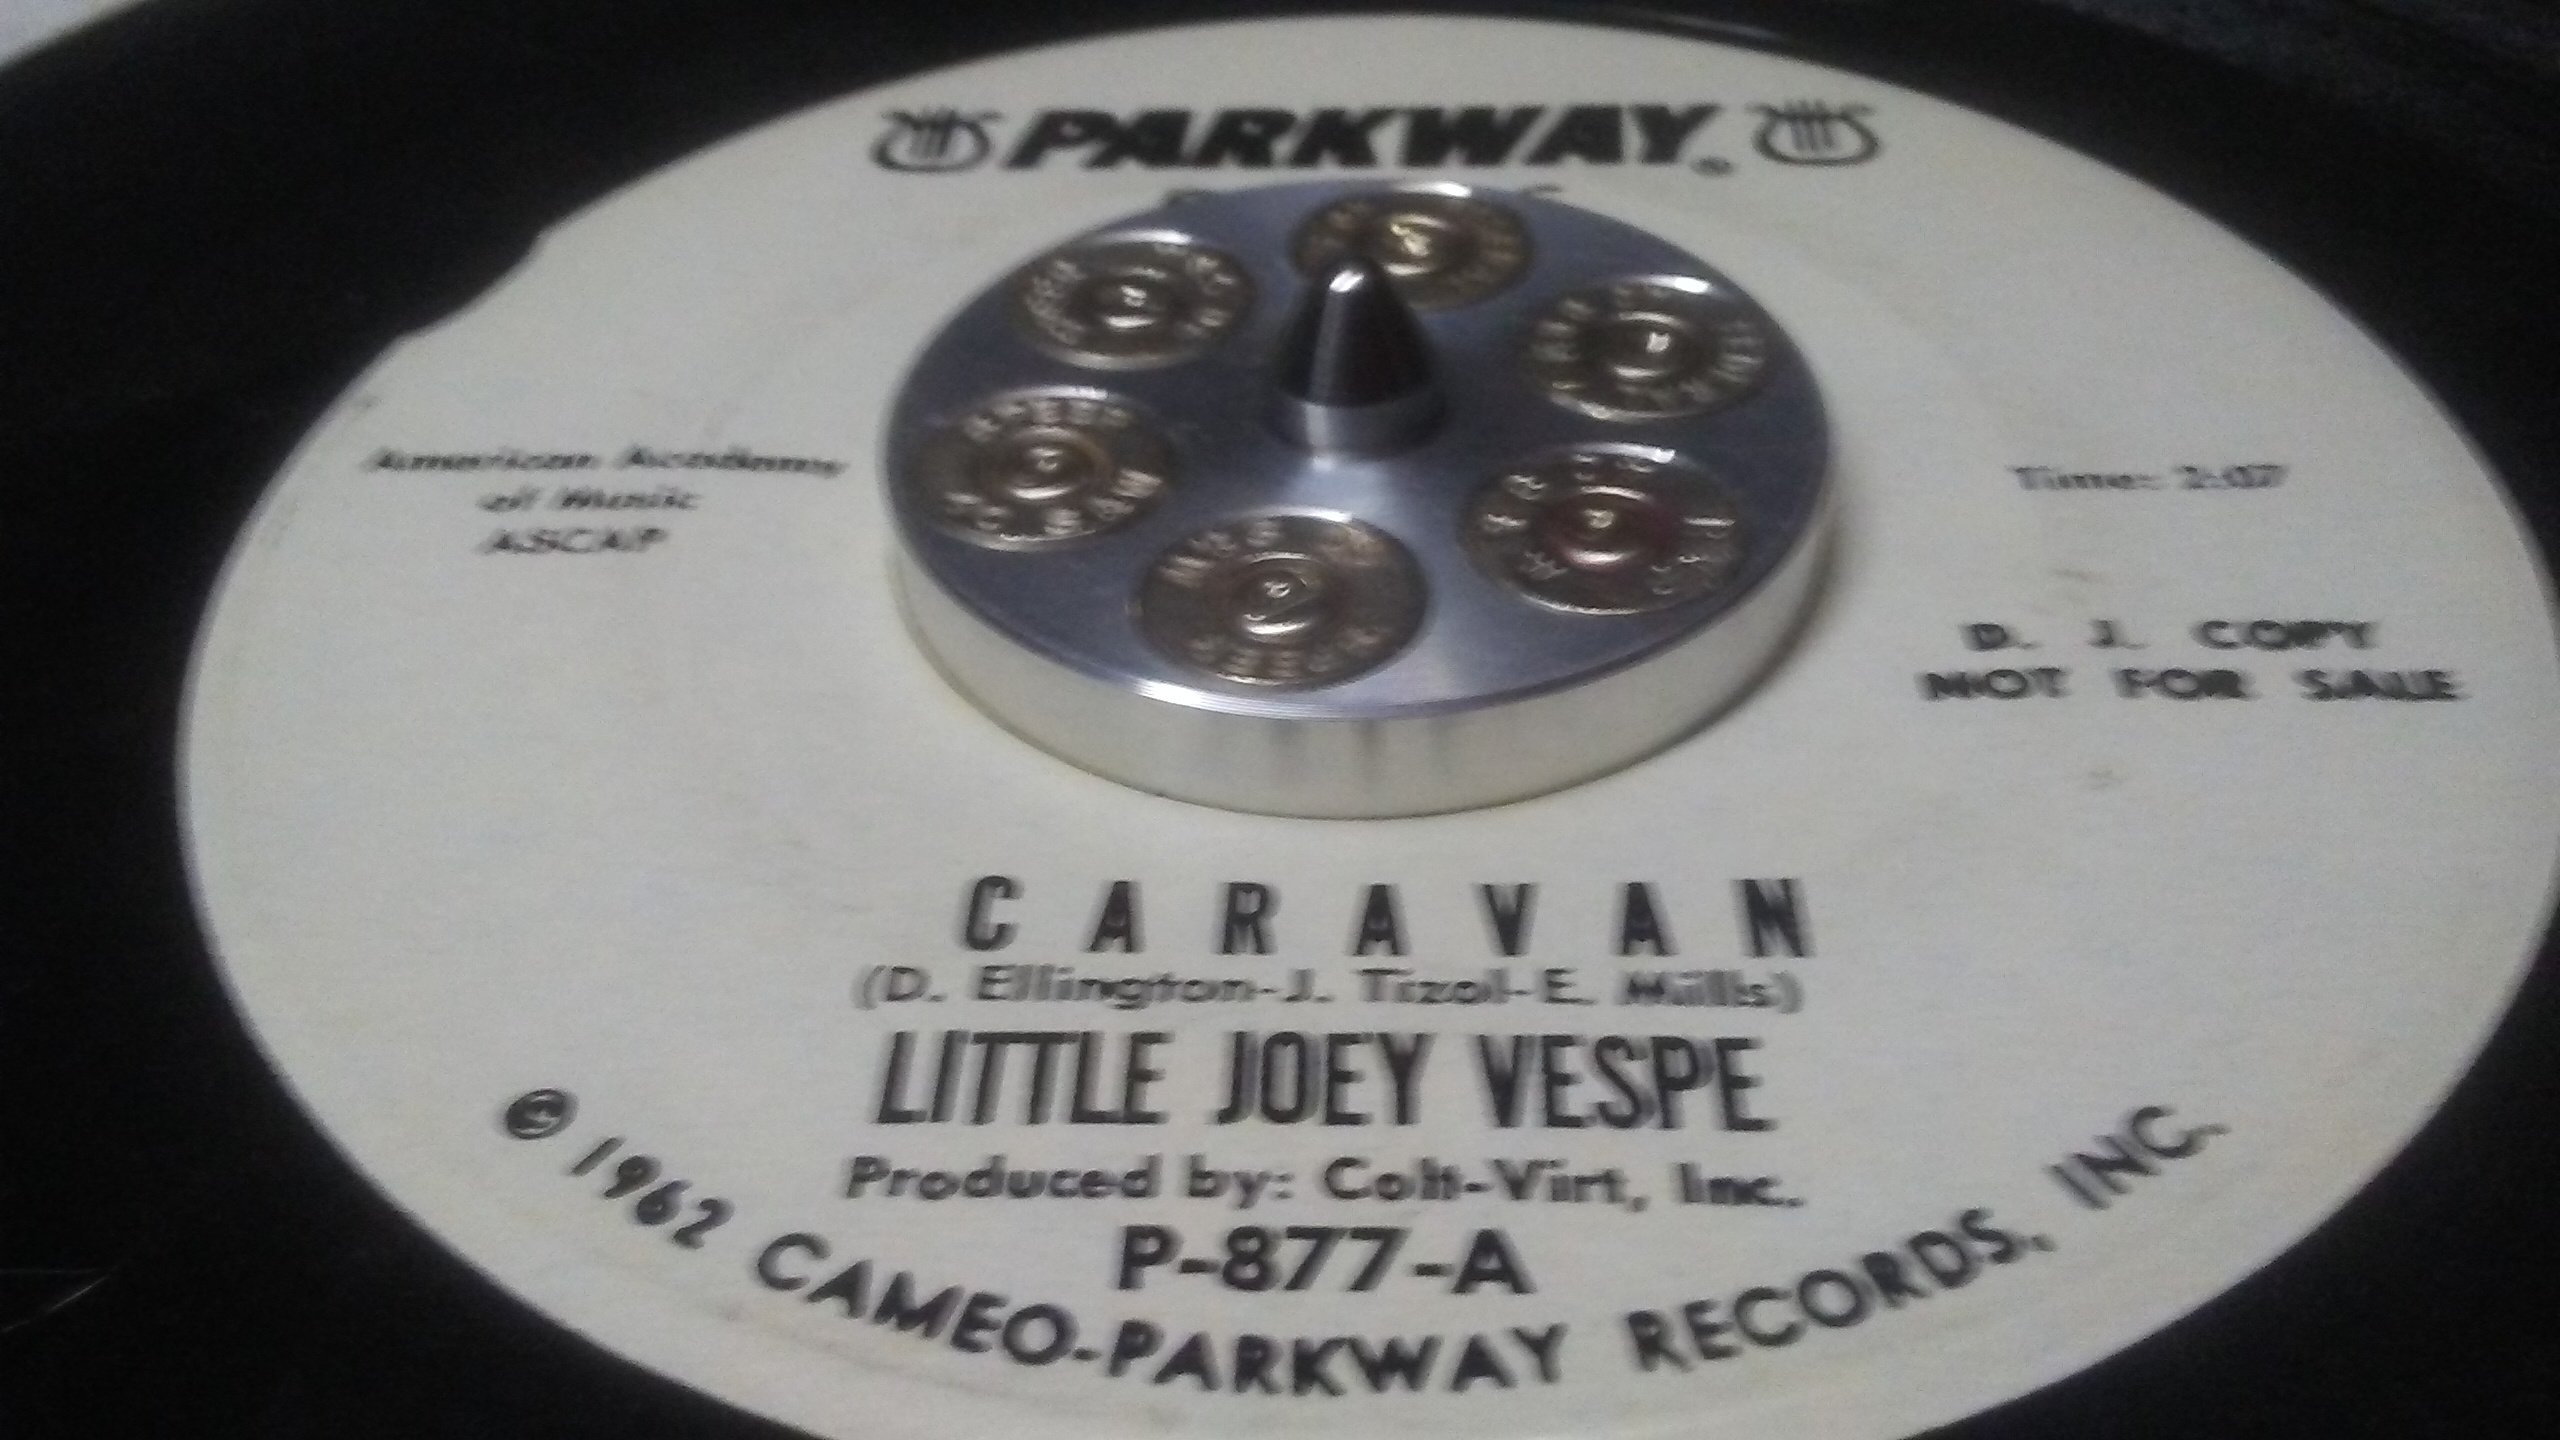 PARKWAY.
American Academy
of Music
ASCAP
Time: 2:07
D. J. COPY
NOT FOR SALE
SPEER
CARAVAN
(D. Ellington-J. Tizol-E. Mills)
LITTLE JOEY VESPE
Produced by: Colt-Virt, Inc.
P-877-A
© 1962 CAMEO-PARKWAY RECORDS, INC.